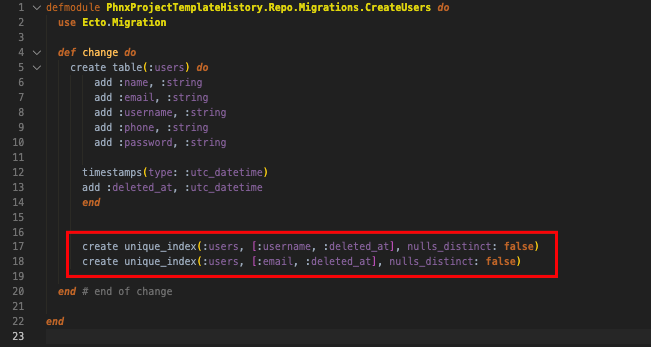 1 defmodule PhnxProjectTemplateHistory.Repo.Migrations.CreateUsers do
2 use Ecto.Migration
3
4 def change do
5 create table(:users) do
6 add :name, :string
7 add :email, :string
8 add :username, :string
9 add :phone, :string
10 add :password, :string
11
12 timestamps(type: :utc_datetime)
13 add :deleted_at, :utc_datetime
14 end
15
16
17 create unique_index(:users, [:username, :deleted_at], nulls_distinct: false)
18 create unique_index(:users, [:email, :deleted_at], nulls_distinct: false)
19
20 end # end of change
21
22 end
23